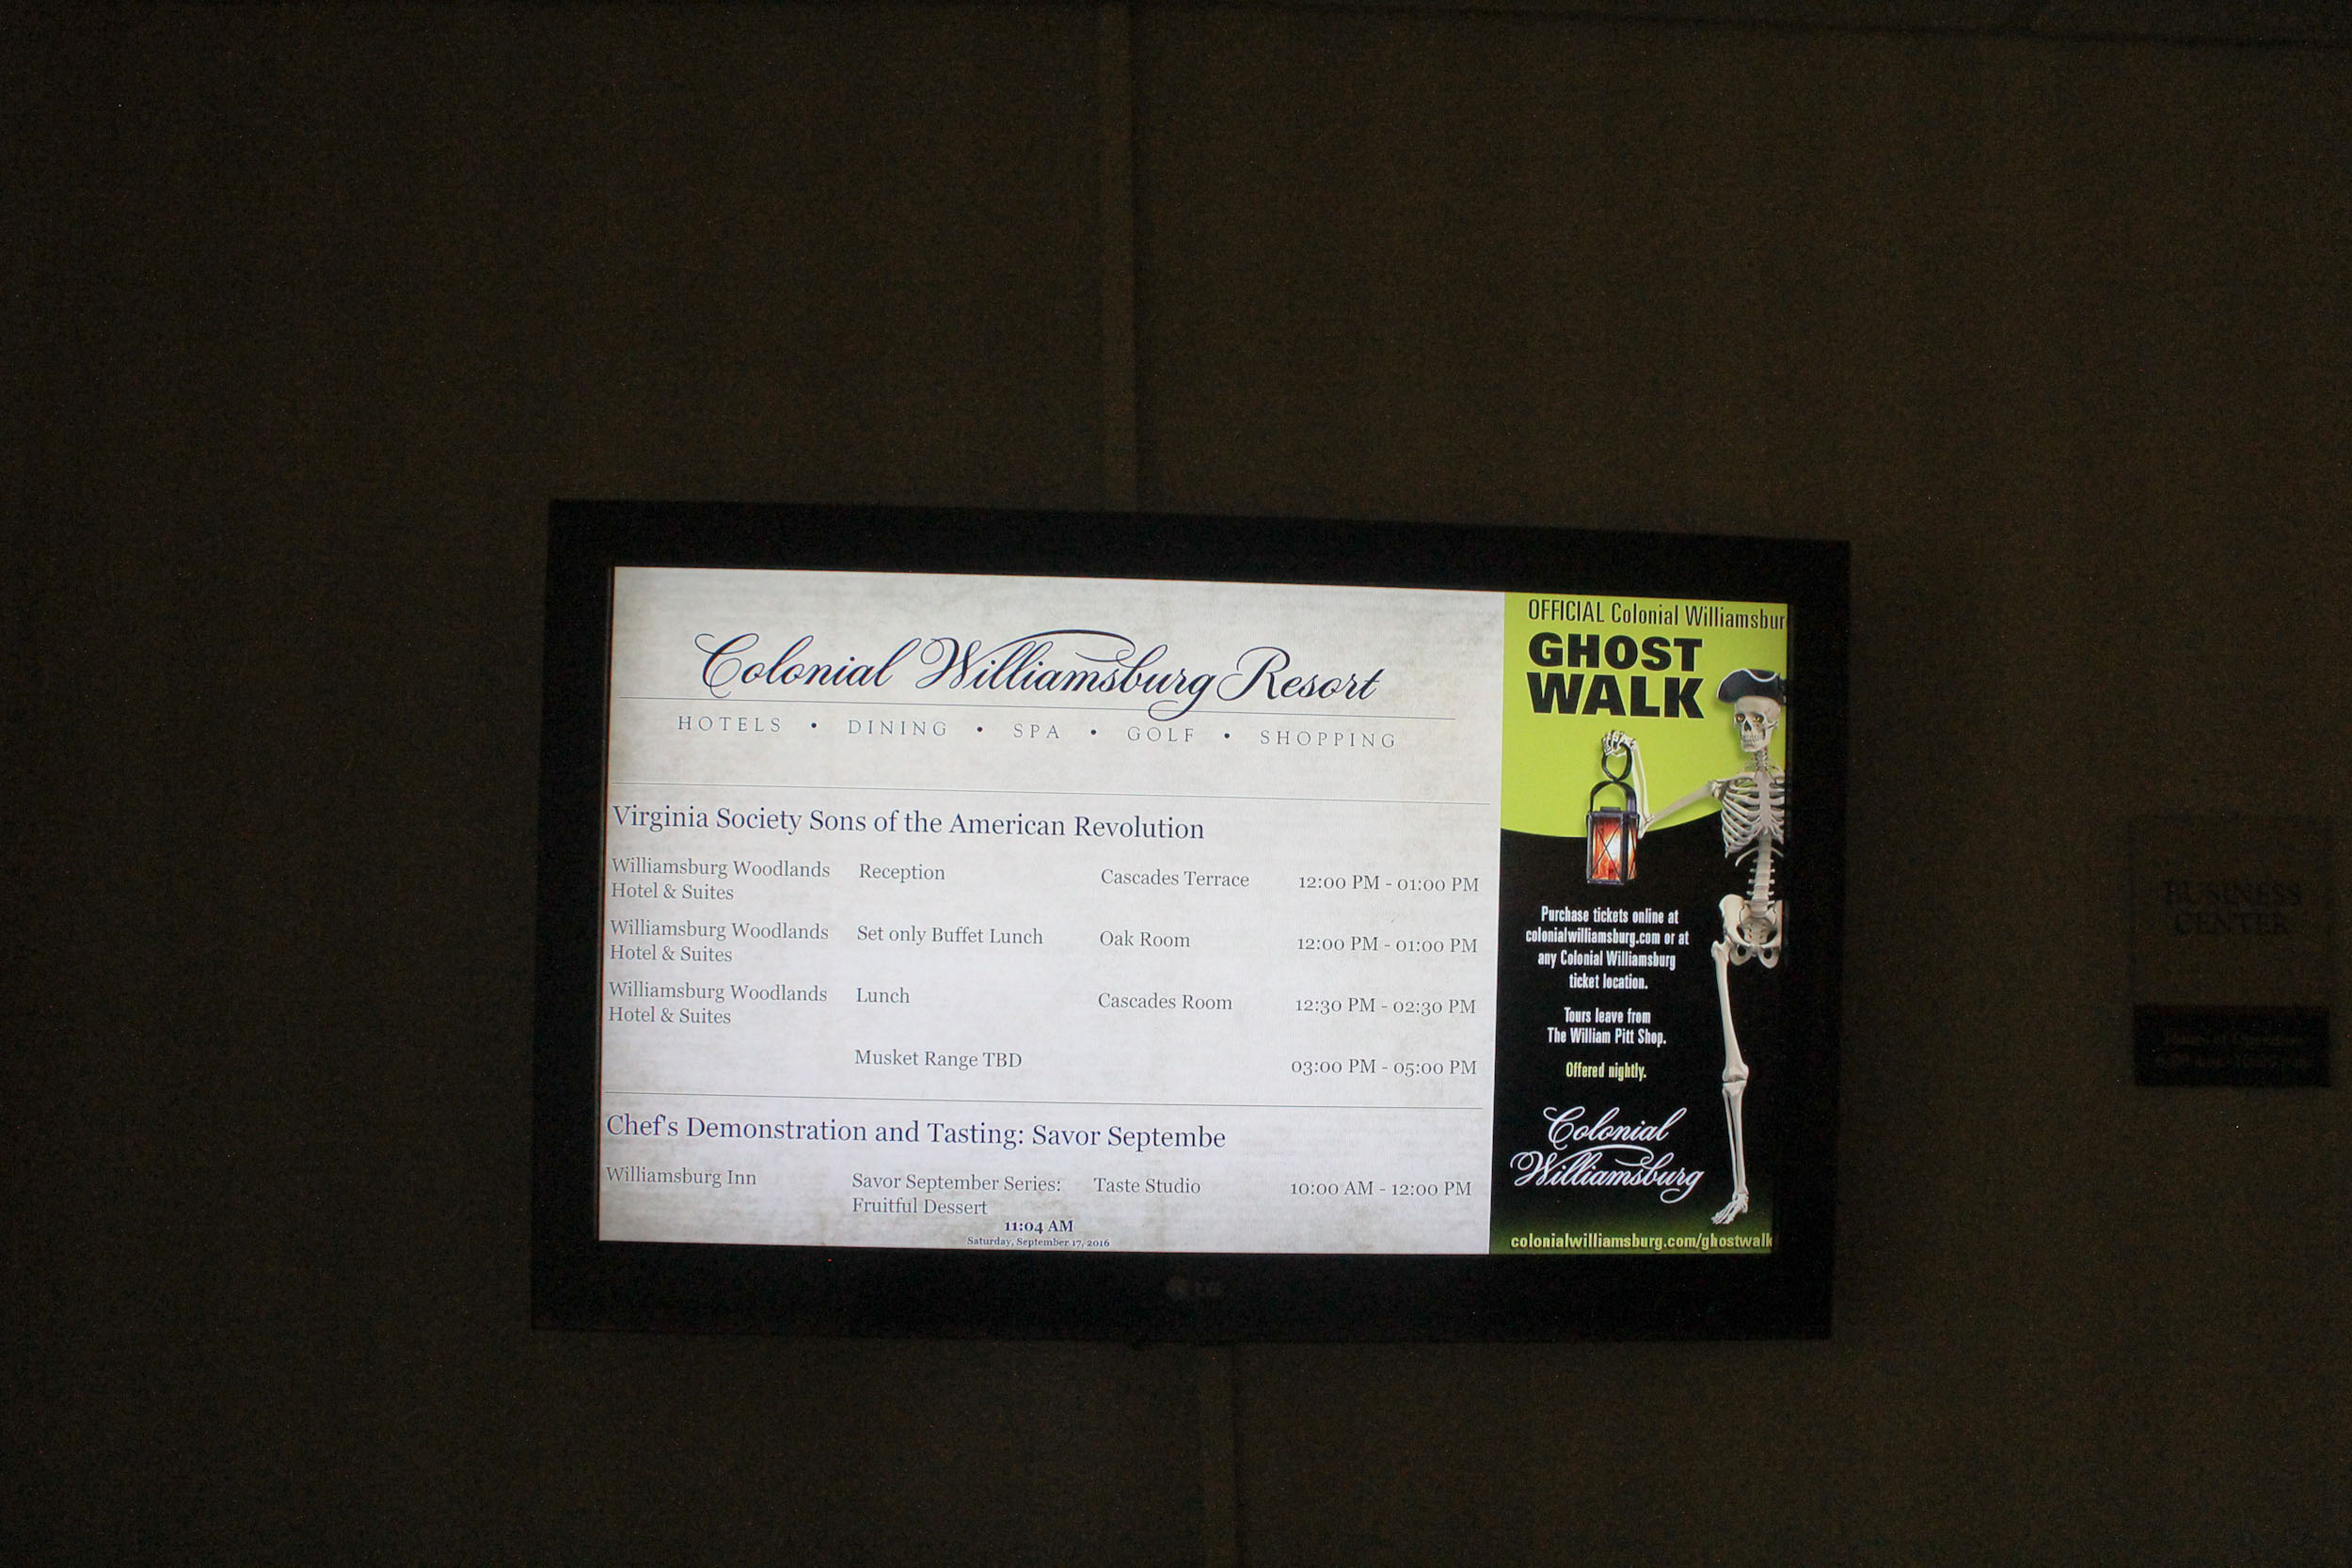 Colonial Williamsburg Resort
HOTELS • DINING • SPA • GOLF • SHOPPING
Virginia Society Sons of the American Revolution
Williamsburg Woodlands Hotel & Suites Reception Cascades Terrace 12:00 PM - 01:00 PM
Williamsburg Woodlands Hotel & Suites Set only Buffet Lunch Oak Room 12:00 PM - 01:00 PM
Williamsburg Woodlands Hotel & Suites Lunch Cascades Room 12:30 PM - 02:30 PM
Musket Range TBD 03:00 PM - 05:00 PM
Chef's Demonstration and Tasting: Savor Septembe
Williamsburg Inn Savor September Series: Fruitful Dessert Taste Studio 10:00 AM - 12:00 PM
11:04 AM
Saturday, September 17, 2016
OFFICIAL Colonial Williamsbur
GHOST
WALK
Purchase tickets online at
colonialwilliamsburg.com or at
any Colonial Williamsburg
ticket location.
Tours leave from
The William Pitt Shop.
Offered nightly.
Colonial
Williamsburg
colonialwilliamsburg.com/ghostwalk
LG
BUSINESS
CENTER